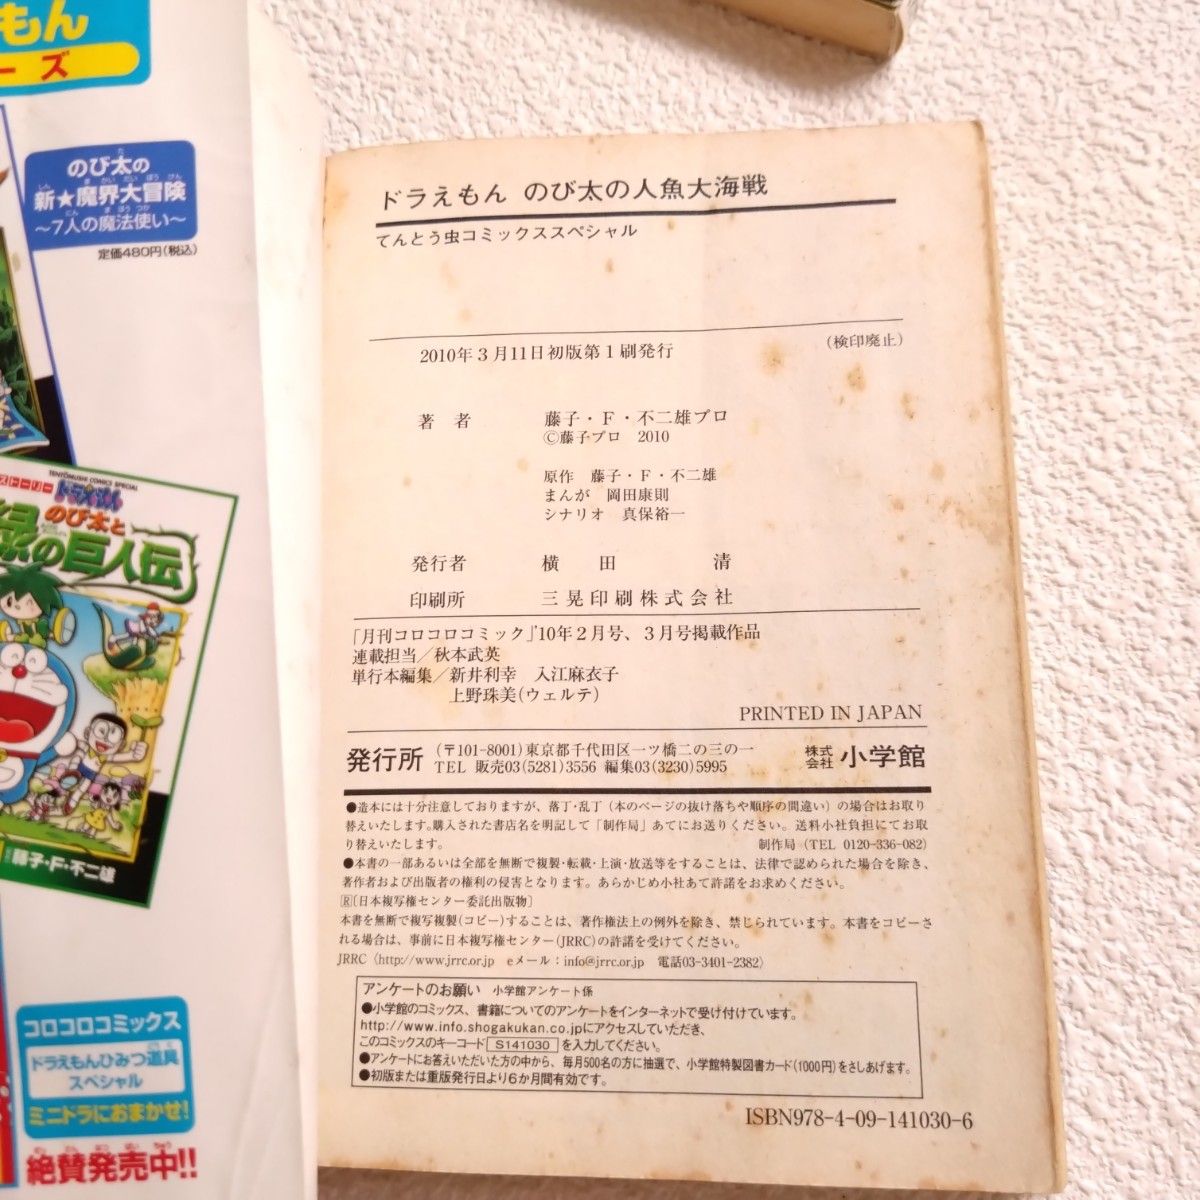 もん
ーズ
のび太の
新★魔界大冒険
～7人の魔法使い～
定価480円(税込)
TENTOMUSHI COMICS SPECIAL
ストーリー
ドラえもん
のび太と
緑の巨人伝
藤子・F・不二雄
コロコロコミックス
ドラえもんひみつ道具
スペシャル
ミニドラにおまかせ!
絶賛発売中!!
ドラえもん のび太の人魚大海戦
てんとう虫コミックススペシャル
2010年3月11日初版第1刷発行
(検印廃止)
著 者 藤子・F・不二雄プロ
©藤子プロ 2010
原作 藤子・F・不二雄
まんが 岡田康則
シナリオ 真保裕一
発行者 横 田 清
印刷所 三晃印刷株式会社
「月刊コロコロコミック」'10年2月号、3月号掲載作品
連載担当／秋本武英
単行本編集／新井利幸 入江麻衣子
上野珠美(ウェルテ)
PRINTED IN JAPAN
発行所 (〒101-8001)東京都千代田区一ツ橋二の三の一 株式会社 小学館
TEL 販売03(5281)3556 編集03(3230)5995
●造本には十分注意しておりますが、落丁・乱丁（本のページの抜け落ちや順序の間違い）の場合はお取り
替えいたします。購入された書店名を明記して「制作局」あてにお送りください。送料小社負担にてお取
り替えいたします。 制作局（TEL 0120-336-082）
●本書の一部あるいは全部を無断で複製・転載・上演・放送等をすることは、法律で認められた場合を除き、
著作者および出版者の権利の侵害となります。あらかじめ小社あて許諾をお求めください。
R〔日本複写権センター委託出版物〕
本書を無断で複写複製(コピー)することは、著作権法上の例外を除き、禁じられています。本書をコピーさ
れる場合は、事前に日本複写権センター(JRRC)の許諾を受けてください。
JRRC〈http://www.jrrc.or.jp eメール：info@jrrc.or.jp 電話03-3401-2382〉
アンケートのお願い 小学館アンケート係
●小学館のコミックス、書籍についてのアンケートをインターネットで受け付けています。
http://www.info.shogakukan.co.jpにアクセスしていただき、
このコミックスのキーコード S141030 を入力してください。
●アンケートにお答えいただいた方の中から、毎月500名の方に抽選で、小学館特製図書カード(1000円)をさしあげます。
●初版または重版発行日より6か月間有効です。
ISBN978-4-09-141030-6